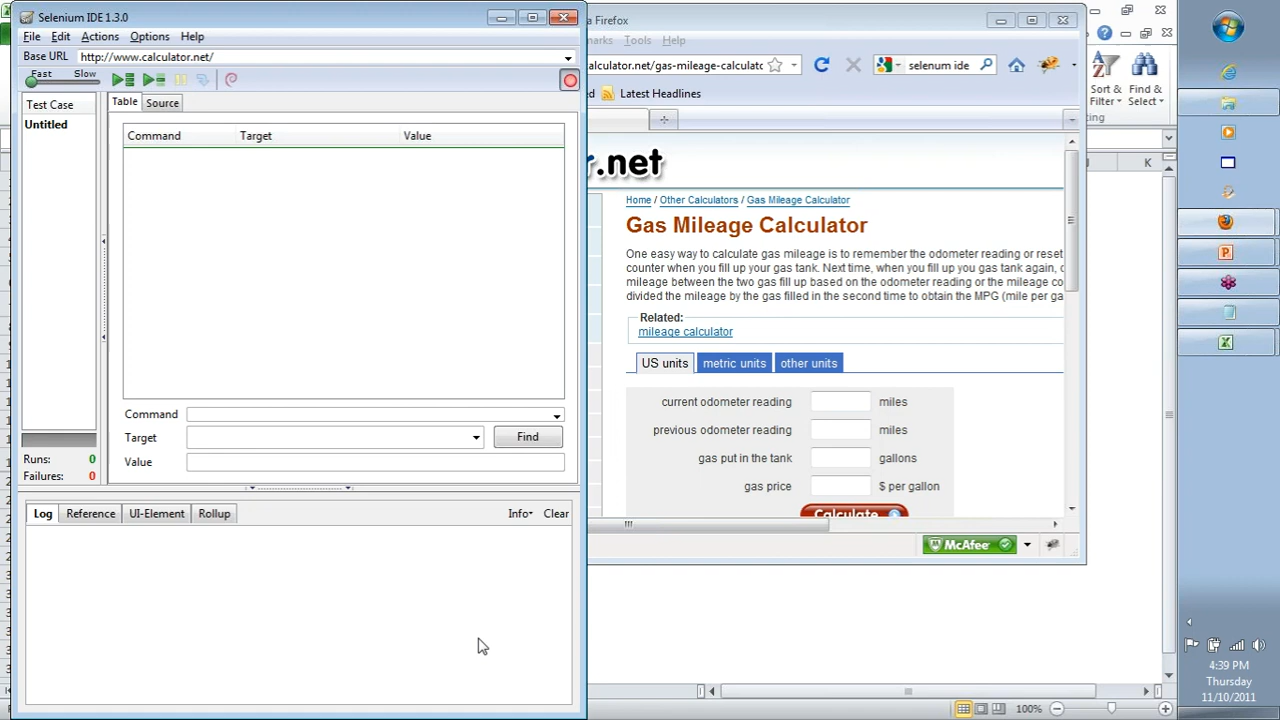 Selenium IDE 1.3.0
File Edit Actions Options Help
Base URL http://www.calculator.net/
Fast Slow
Test Case
Untitled
Table Source
Command Target Value
Command
Target
Find
Value
Runs: 0
Failures: 0
Log Reference UI-Element Rollup Info Clear
Firefox
Tools Help
calculator.net/gas-mileage-calculato
selenium ide
Latest Headlines
.net
Home / Other Calculators / Gas Mileage Calculator
Gas Mileage Calculator
One easy way to calculate gas mileage is to remember the odometer reading or reset
counter when you fill up your gas tank. Next time, when you fill up you gas tank again,
mileage between the two gas fill up based on the odometer reading or the mileage co
divided the mileage by the gas filled in the second time to obtain the MPG (mile per ga
Related:
mileage calculator
US units metric units other units
current odometer reading miles
previous odometer reading miles
gas put in the tank gallons
gas price $ per gallon
Calculate
McAfee
Sort &
Filter
Find &
Select
K
100%
4:39 PM
Thursday
11/10/2011